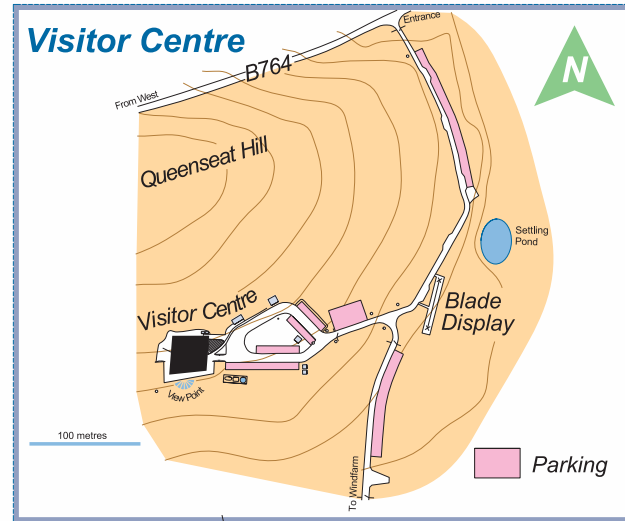 Visitor Centre
Entrance
N
B764
From West
Queenseat Hill
Settling
Pond
Visitor Centre
Blade
Display
View Point
100 metres
Parking
To Windfarm